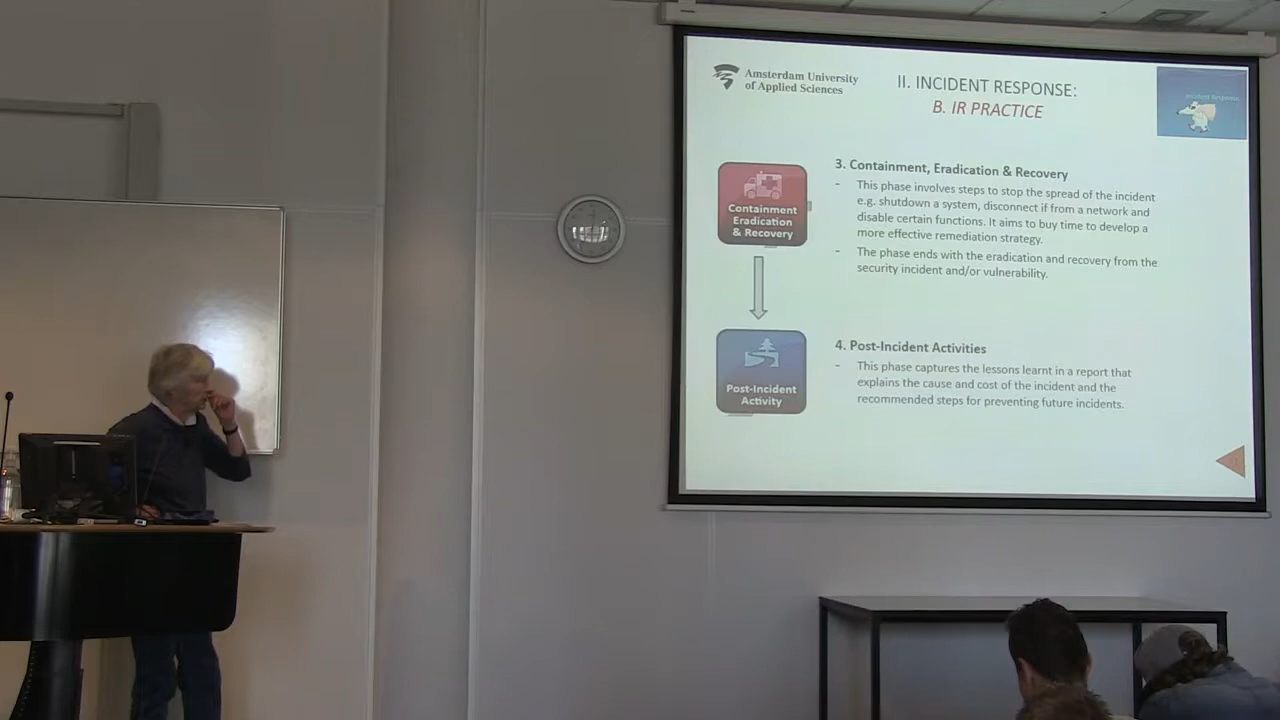 Amsterdam University
of Applied Sciences
II. INCIDENT RESPONSE:
B. IR PRACTICE
Incident Response
Containment
Eradication
& Recovery
3. Containment, Eradication & Recovery
- This phase involves steps to stop the spread of the incident
e.g. shutdown a system, disconnect if from a network and
disable certain functions. It aims to buy time to develop a
more effective remediation strategy.
- The phase ends with the eradication and recovery from the
security incident and/or vulnerability.
Post-Incident
Activity
4. Post-Incident Activities
- This phase captures the lessons learnt in a report that
explains the cause and cost of the incident and the
recommended steps for preventing future incidents.